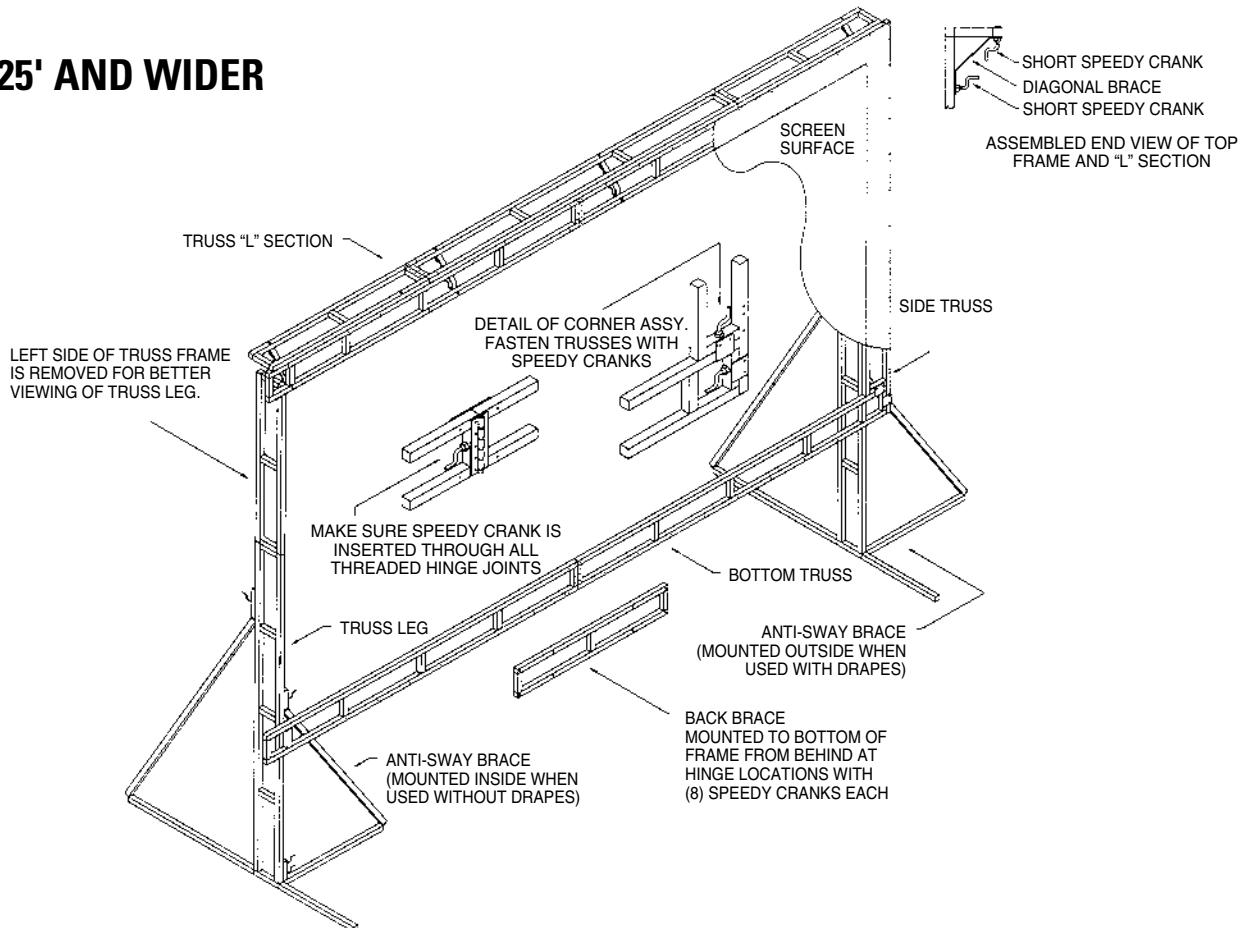 25' AND WIDER
SHORT SPEEDY CRANK
DIAGONAL BRACE
SHORT SPEEDY CRANK
ASSEMBLED END VIEW OF TOP
FRAME AND “L” SECTION
SCREEN
SURFACE
TRUSS “L” SECTION
SIDE TRUSS
DETAIL OF CORNER ASSY.
FASTEN TRUSSES WITH
SPEEDY CRANKS
LEFT SIDE OF TRUSS FRAME
IS REMOVED FOR BETTER
VIEWING OF TRUSS LEG.
MAKE SURE SPEEDY CRANK IS
INSERTED THROUGH ALL
THREADED HINGE JOINTS
BOTTOM TRUSS
TRUSS LEG
ANTI-SWAY BRACE
(MOUNTED OUTSIDE WHEN
USED WITH DRAPES)
BACK BRACE
MOUNTED TO BOTTOM OF
FRAME FROM BEHIND AT
HINGE LOCATIONS WITH
(8) SPEEDY CRANKS EACH
ANTI-SWAY BRACE
(MOUNTED INSIDE WHEN
USED WITHOUT DRAPES)